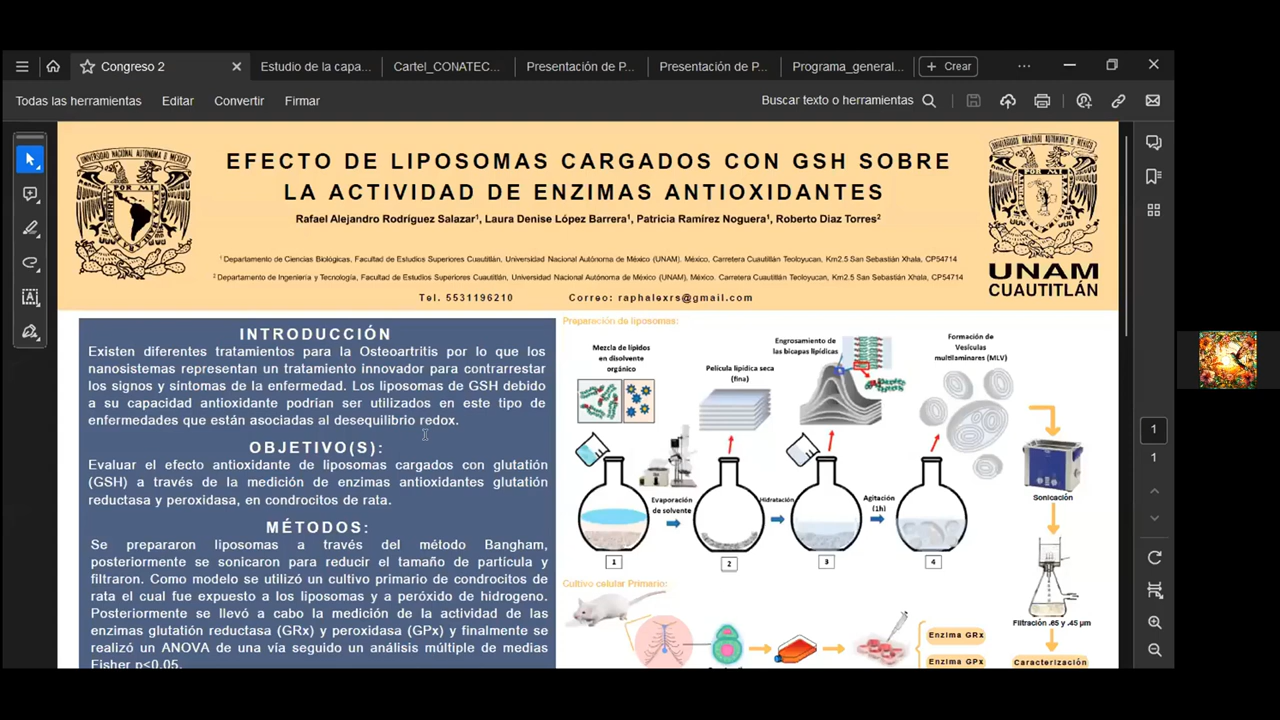 Congreso 2
Estudio de la capa...
Cartel_CONATEC...
Presentación de P...
Presentación de P...
Programa_general...
Crear
Todas las herramientas
Editar
Convertir
Firmar
Buscar texto o herramientas
EFECTO DE LIPOSOMAS CARGADOS CON GSH SOBRE
LA ACTIVIDAD DE ENZIMAS ANTIOXIDANTES
Rafael Alejandro Rodríguez Salazar¹, Laura Denise López Barrera¹, Patricia Ramírez Noguera¹, Roberto Diaz Torres²
¹ Departamento de Ciencias Biológicas, Facultad de Estudios Superiores Cuautitlán, Universidad Nacional Autónoma de México (UNAM), México, Carretera Cuautitlán Teoloyucan, Km2.5 San Sebastián Xhala, CP54714
² Departamento de Ingeniería y Tecnología, Facultad de Estudios Superiores Cuautitlán, Universidad Nacional Autónoma de México (UNAM), México, Carretera Cuautitlán Teoloyucan, Km2.5 San Sebastián Xhala, CP54714
Tel. 5531196210 Correo: raphalexrs@gmail.com
UNAM
CUAUTITLÁN
INTRODUCCIÓN
Existen diferentes tratamientos para la Osteoartritis por lo que los
nanosistemas representan un tratamiento innovador para contrarrestar
los signos y síntomas de la enfermedad. Los liposomas de GSH debido
a su capacidad antioxidante podrían ser utilizados en este tipo de
enfermedades que están asociadas al desequilibrio redox.
OBJETIVO(S):
Evaluar el efecto antioxidante de liposomas cargados con glutatión
(GSH) a través de la medición de enzimas antioxidantes glutatión
reductasa y peroxidasa, en condrocitos de rata.
MÉTODOS:
Se prepararon liposomas a través del método Bangham,
posteriormente se sonicaron para reducir el tamaño de partícula y
filtraron. Como modelo se utilizó un cultivo primario de condrocitos de
rata el cual fue expuesto a los liposomas y a peróxido de hidrogeno.
Posteriormente se llevó a cabo la medición de la actividad de las
enzimas glutatión reductasa (GRx) y peroxidasa (GPx) y finalmente se
realizó un ANOVA de una vía seguido un análisis múltiple de medias
Fisher p<0.05.
Preparación de liposomas:
Mezcla de lípidos
en disolvente
orgánico
Película lipídica seca
(fina)
Engrosamiento de
las bicapas lipídicas
Formación de
Vesículas
multilaminares (MLV)
Evaporación
de solvente
Hidratación
Agitación
(1h)
1
2
3
4
Sonicación
Filtración .65 y .45 µm
Caracterización
Cultivo celular Primario:
Enzima GRx
Enzima GPx
1
1